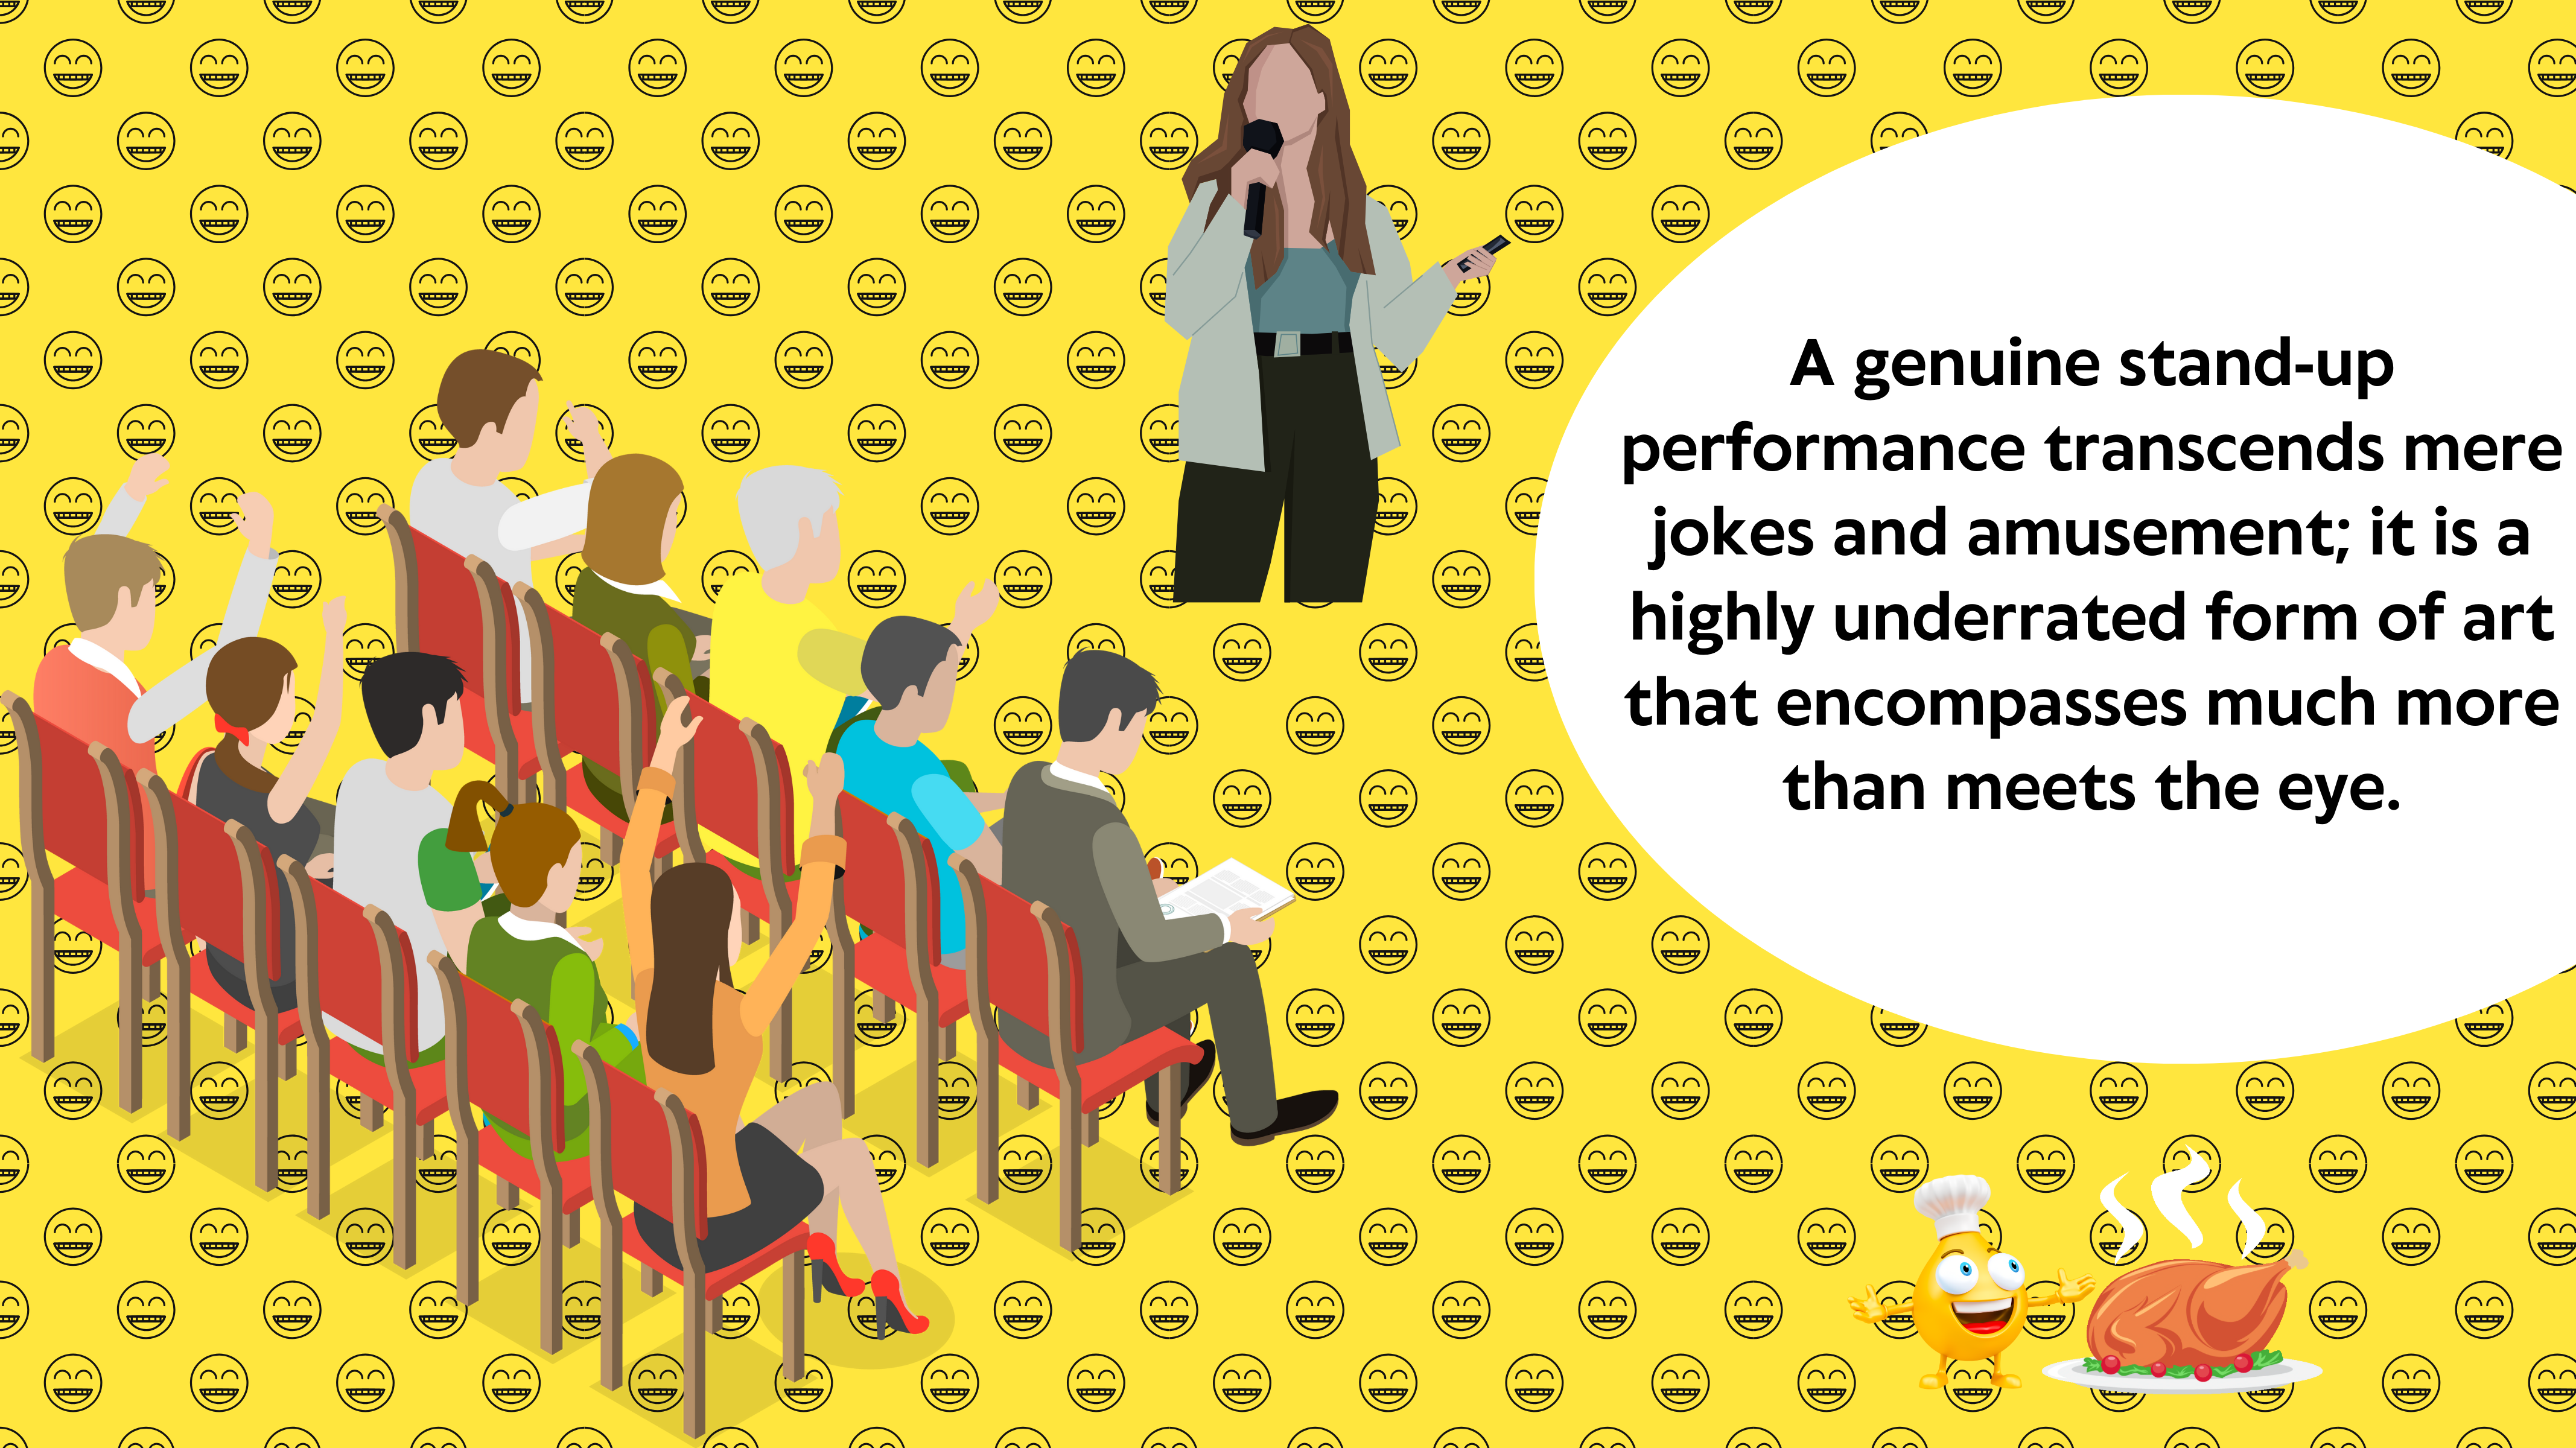 A genuine stand-up
performance transcends mere
jokes and amusement; it is a
highly underrated form of art
that encompasses much more
than meets the eye.